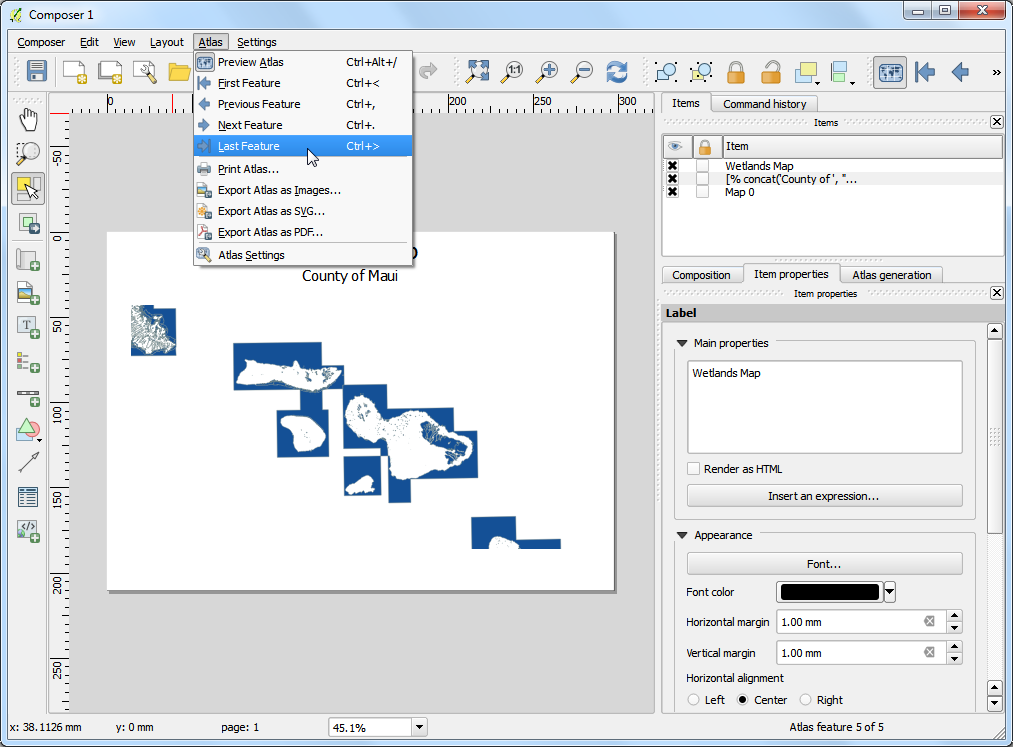 Composer 1
Composer Edit View Layout Atlas Settings
Preview Atlas Ctrl+Alt+/
First Feature Ctrl+<
Previous Feature Ctrl+,
Next Feature Ctrl+.
Last Feature Ctrl+>
Print Atlas...
Export Atlas as Images...
Export Atlas as SVG...
Export Atlas as PDF...
Atlas Settings
1:1
»
0 200 250 300
-50
0
50
100
150
200
250
County of Maui
Items Command history
Items
Item
Wetlands Map
[% concat('County of ', "...
Map 0
Composition Item properties Atlas generation
Item properties
Label
Main properties
Wetlands Map
Render as HTML
Insert an expression...
Appearance
Font...
Font color
Horizontal margin 1.00 mm
Vertical margin 1.00 mm
Horizontal alignment
Left Center Right
x: 38.1126 mm y: 0 mm page: 1 45.1% Atlas feature 5 of 5